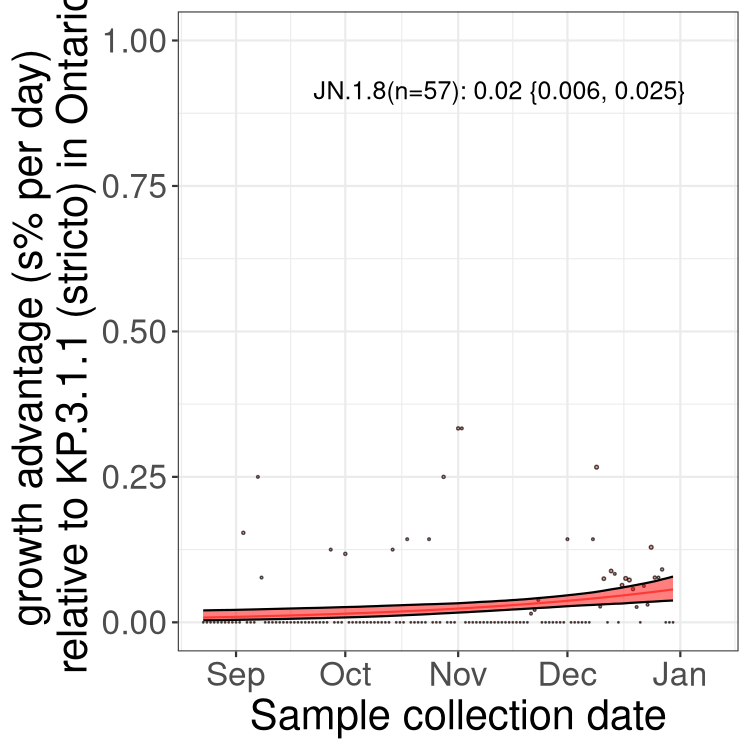 growth advantage (s% per day)
relative to KP.3.1.1 (stricto) in Ontario
1.00
0.75
0.50
0.25
0.00
JN.1.8(n=57): 0.02 {0.006, 0.025}
Sep Oct Nov Dec Jan
Sample collection date